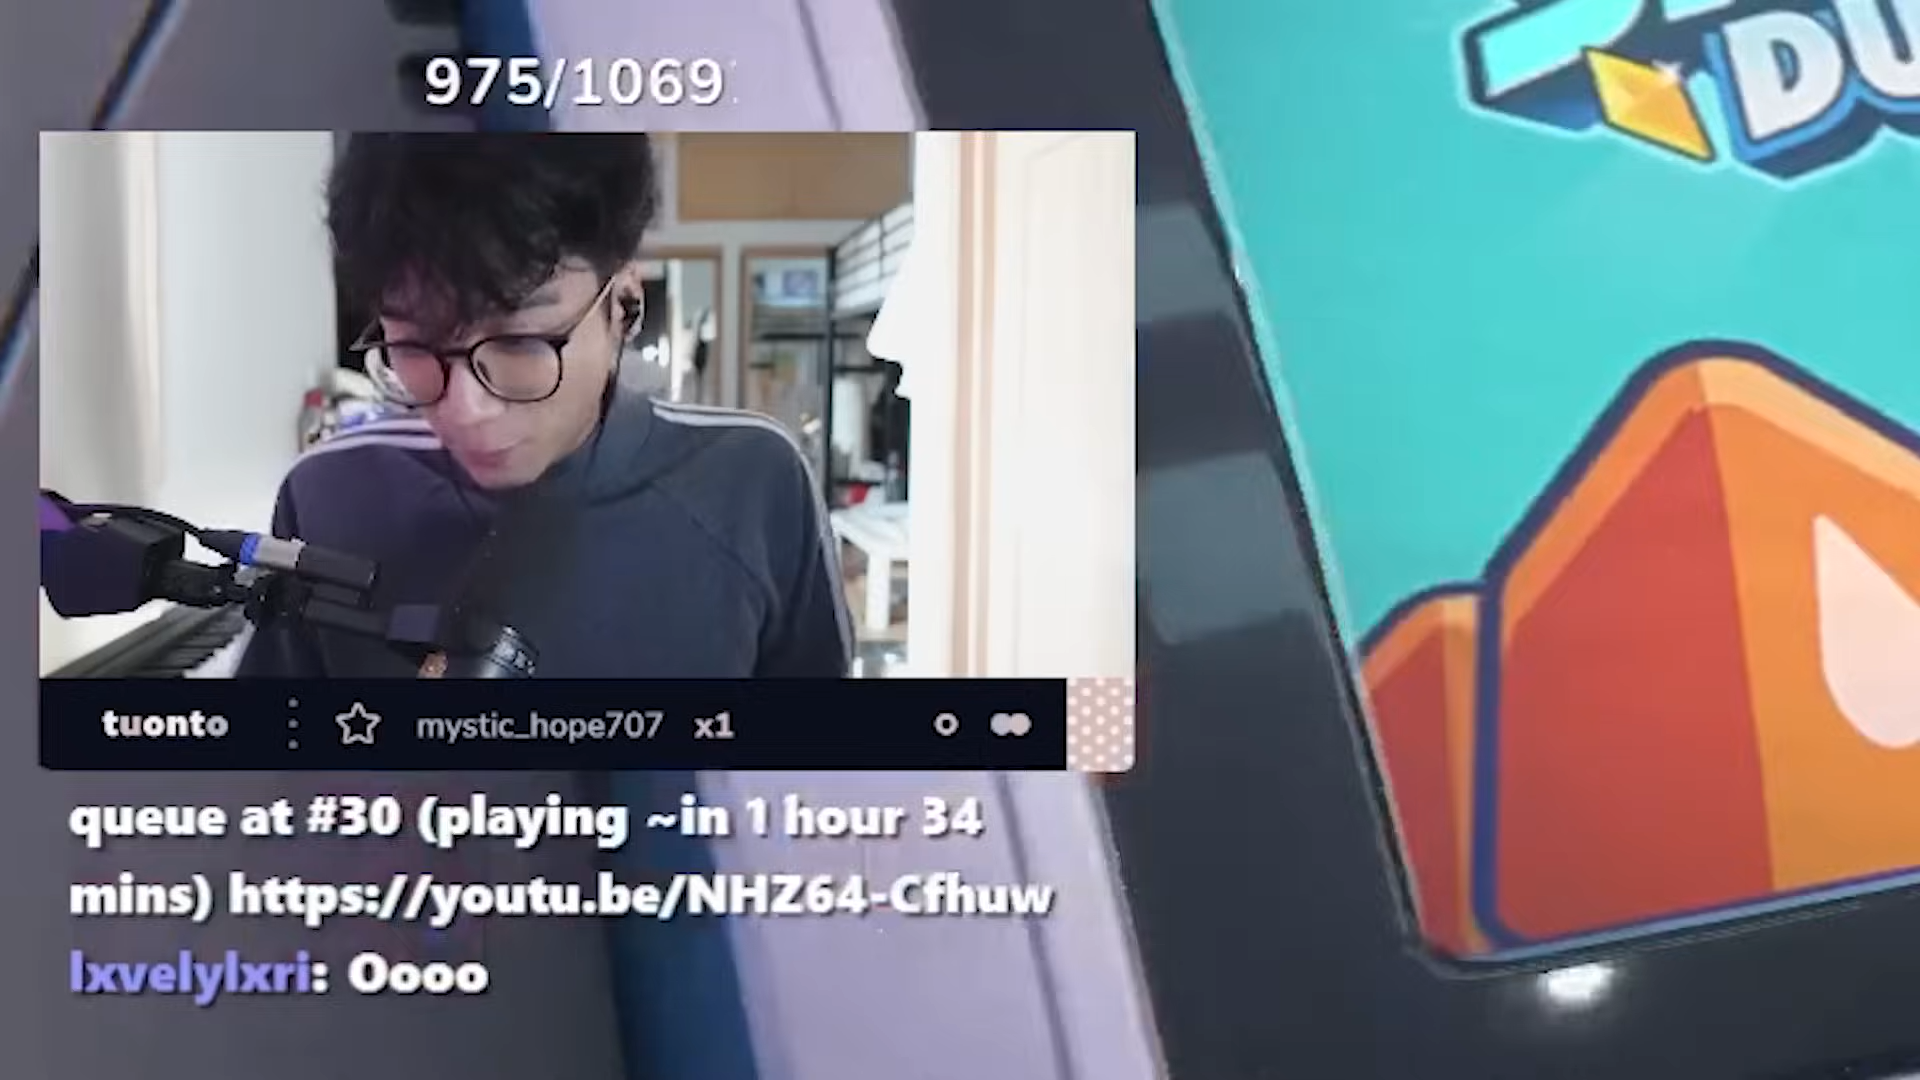 975/1069
DU
tuonto
mystic_hope707 x1
queue at #30 (playing ~in 1 hour 34
mins) https://youtu.be/NHZ64-Cfhuw
lxvelylxri: Oooo